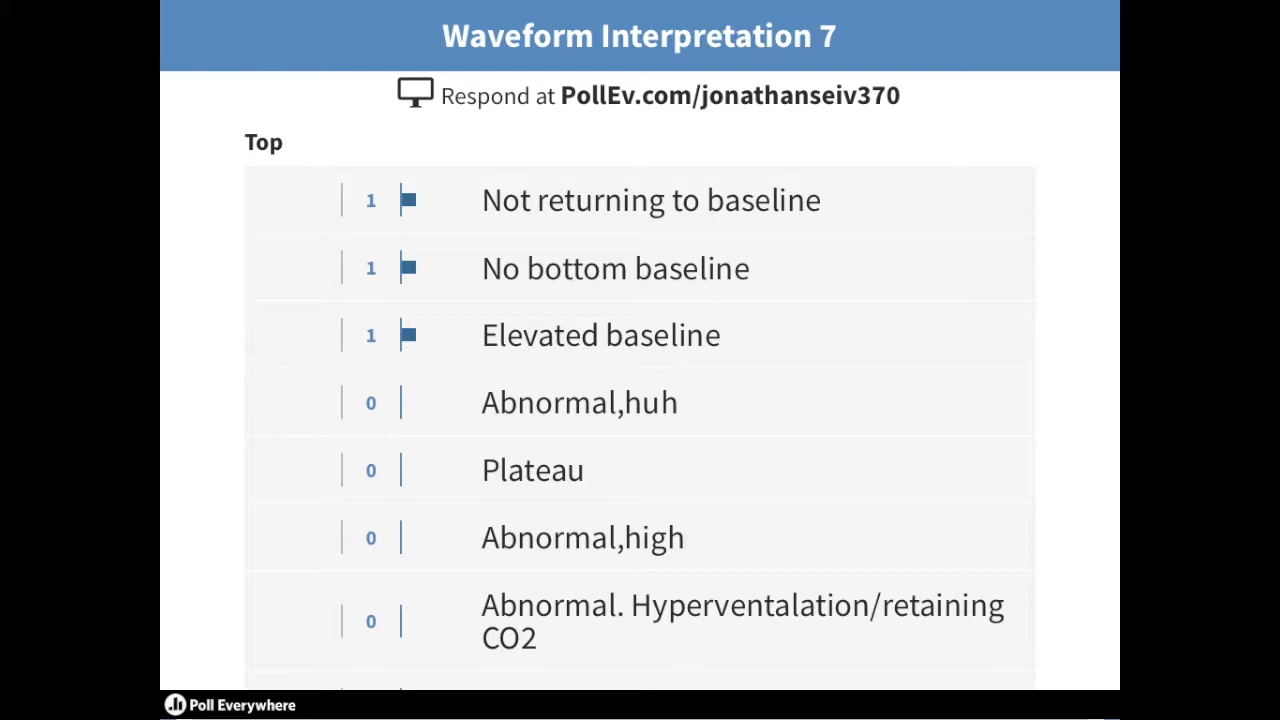 Waveform Interpretation 7
Respond at PollEv.com/jonathanseiv370
Top
1 Not returning to baseline
1 No bottom baseline
1 Elevated baseline
0 Abnormal,huh
0 Plateau
0 Abnormal,high
0 Abnormal. Hyperventalation/retaining
CO2
Poll Everywhere